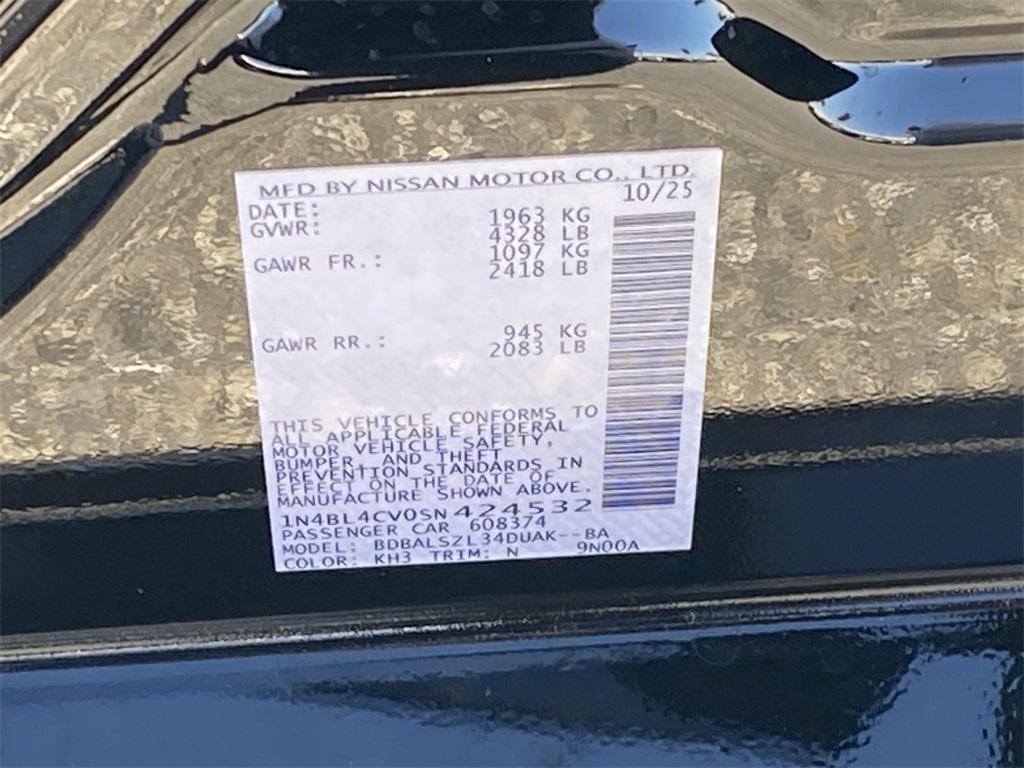 MFD BY NISSAN MOTOR CO., LTD.
DATE: 10/25
GVWR: 1963 KG
4328 LB
GAWR FR.: 1097 KG
2418 LB
GAWR RR.: 945 KG
2083 LB
THIS VEHICLE CONFORMS TO
ALL APPLICABLE FEDERAL
MOTOR VEHICLE SAFETY,
BUMPER, AND THEFT
PREVENTION STANDARDS IN
EFFECT ON THE DATE OF
MANUFACTURE SHOWN ABOVE.
1N4BL4CV0SN424532
PASSENGER CAR 608374
MODEL: BDBALSZL34DUAK--BA
COLOR: KH3 TRIM: N 9N00A